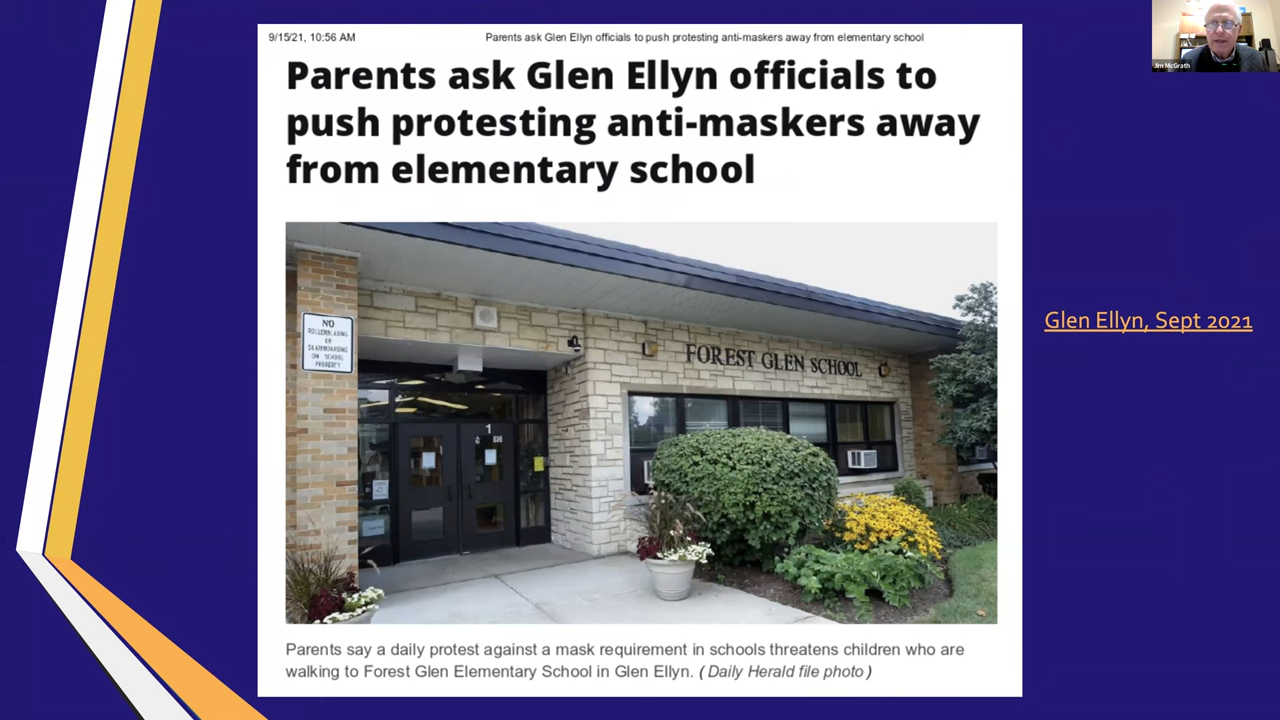 9/15/21, 10:56 AM
Parents ask Glen Ellyn officials to push protesting anti-maskers away from elementary school
Jim McGrath
Parents ask Glen Ellyn officials to
push protesting anti-maskers away
from elementary school
NO
ROLLERBLADING
OR
SKATEBOARDING
ON SCHOOL
PROPERTY
FOREST GLEN SCHOOL
1
Glen Ellyn, Sept 2021
Parents say a daily protest against a mask requirement in schools threatens children who are
walking to Forest Glen Elementary School in Glen Ellyn. ( Daily Herald file photo )